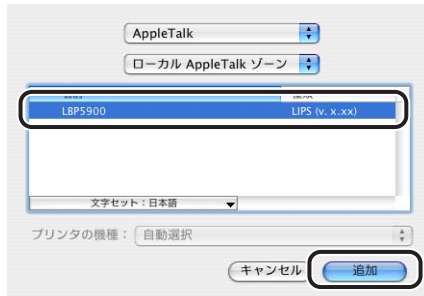 AppleTalk
ローカル AppleTalk ゾーン
LBP5900 LIPS (v. x.xx)
文字セット：日本語
プリンタの機種： 自動選択
キャンセル 追加